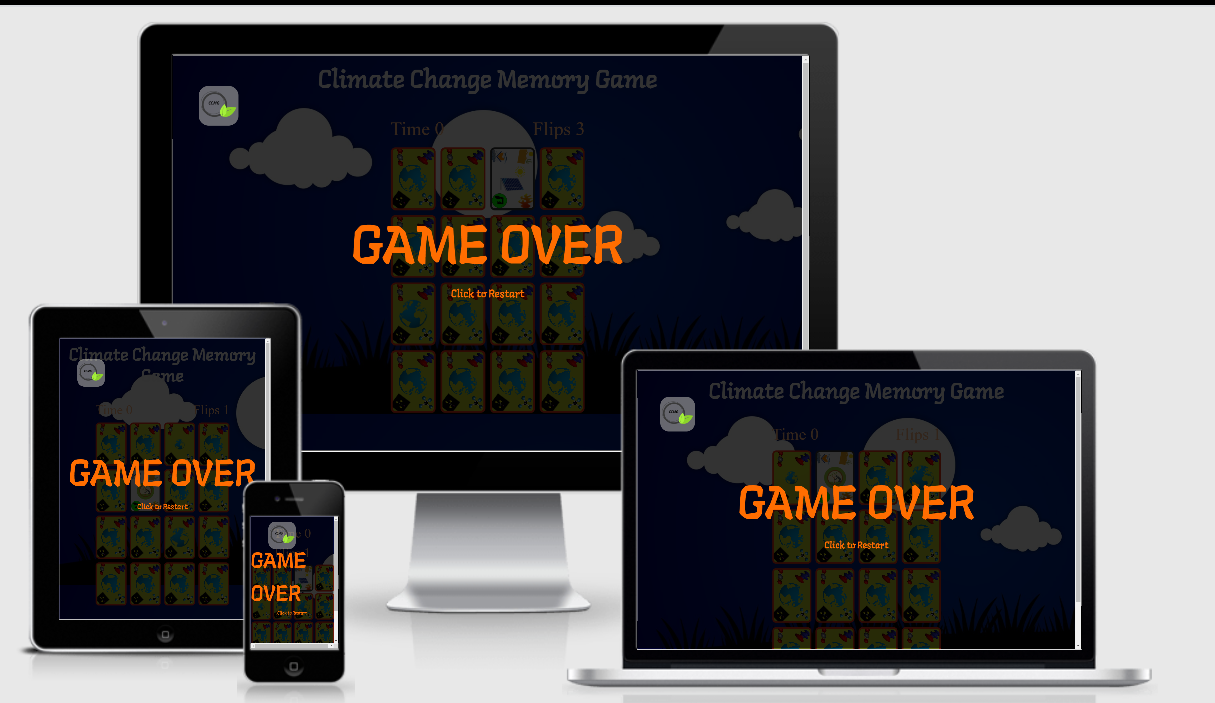 Climate Change Memory Game
Time 0
Flips 3
GAME OVER
Click to Restart
Climate Change Memory
Game
Time 0
Flips 1
GAME OVER
Click to Restart
GAME
OVER
Click to Restart
Climate Change Memory Game
Time 0
Flips 1
GAME OVER
Click to Restart